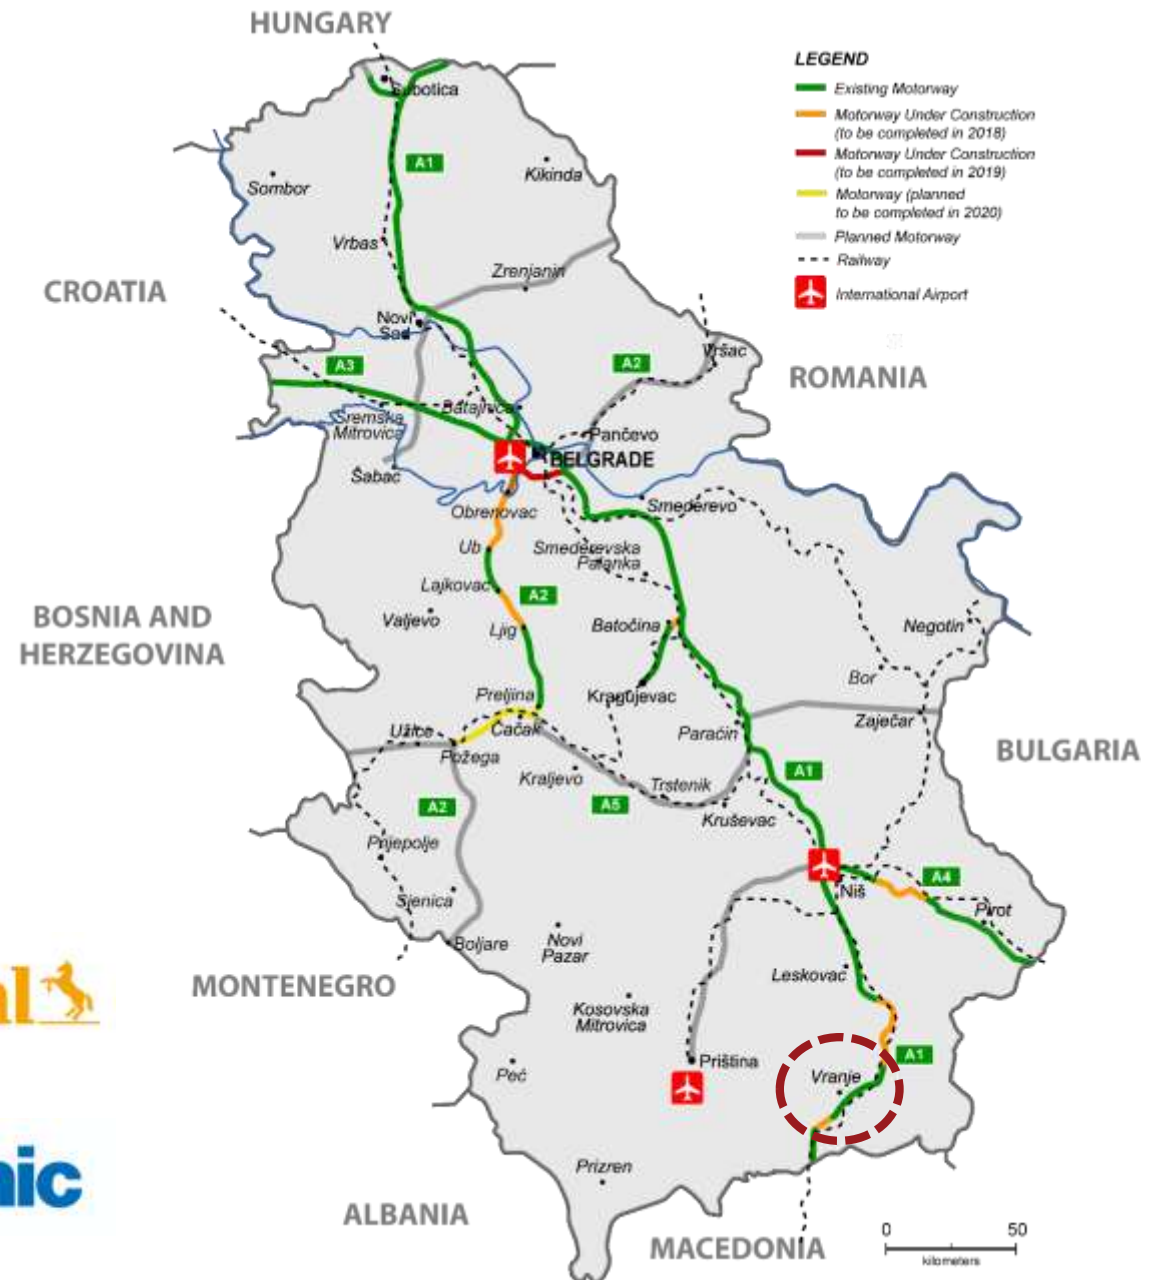 HUNGARY
LEGEND
Existing Motorway
Motorway Under Construction
(to be completed in 2018)
Motorway Under Construction
(to be completed in 2019)
Motorway (planned
to be completed in 2020)
Planned Motorway
Railway
International Airport
Subotica
A1
Sombor
Kikinda
Vrbas
Zrenjanin
CROATIA
Novi
Sad
A3
A2
Vršac
ROMANIA
Batajnica
Sremska
Mitrovica
Pančevo
BELGRADE
Šabac
Obrenovac
Smederevo
Ub
Smederevska
Palanka
Lajkovac
A2
BOSNIA AND
HERZEGOVINA
Valjevo
Ljig
Batočina
Negotin
Bor
Preljina
Kragujevac
Zaječar
Užice
Čačak
Paraćin
BULGARIA
Požega
Kraljevo
Trstenik
A1
A2
A5
Kruševac
Prijepolje
Niš
A4
Sjenica
Pirot
Boljare
Novi
Pazar
Leskovac
MONTENEGRO
al
Kosovska
Mitrovica
A1
Peć
Priština
Vranje
nic
Prizren
ALBANIA
MACEDONIA
0 50
kilometers